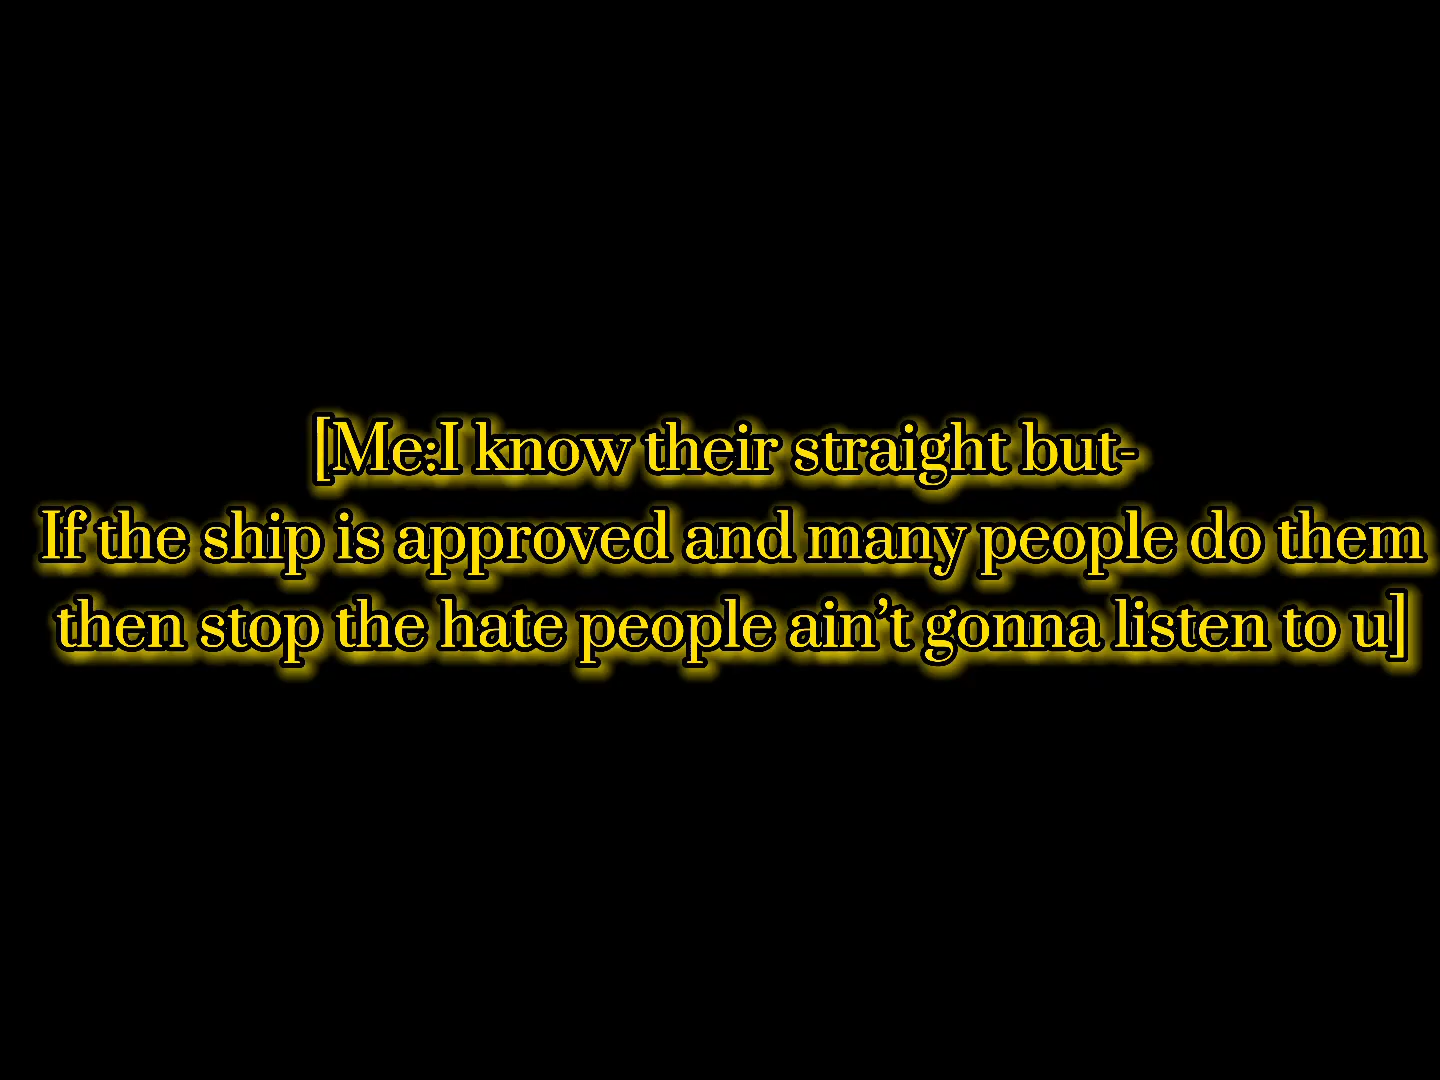 [Me:I know their straight but-
If the ship is approved and many people do them
then stop the hate people ain’t gonna listen to u]